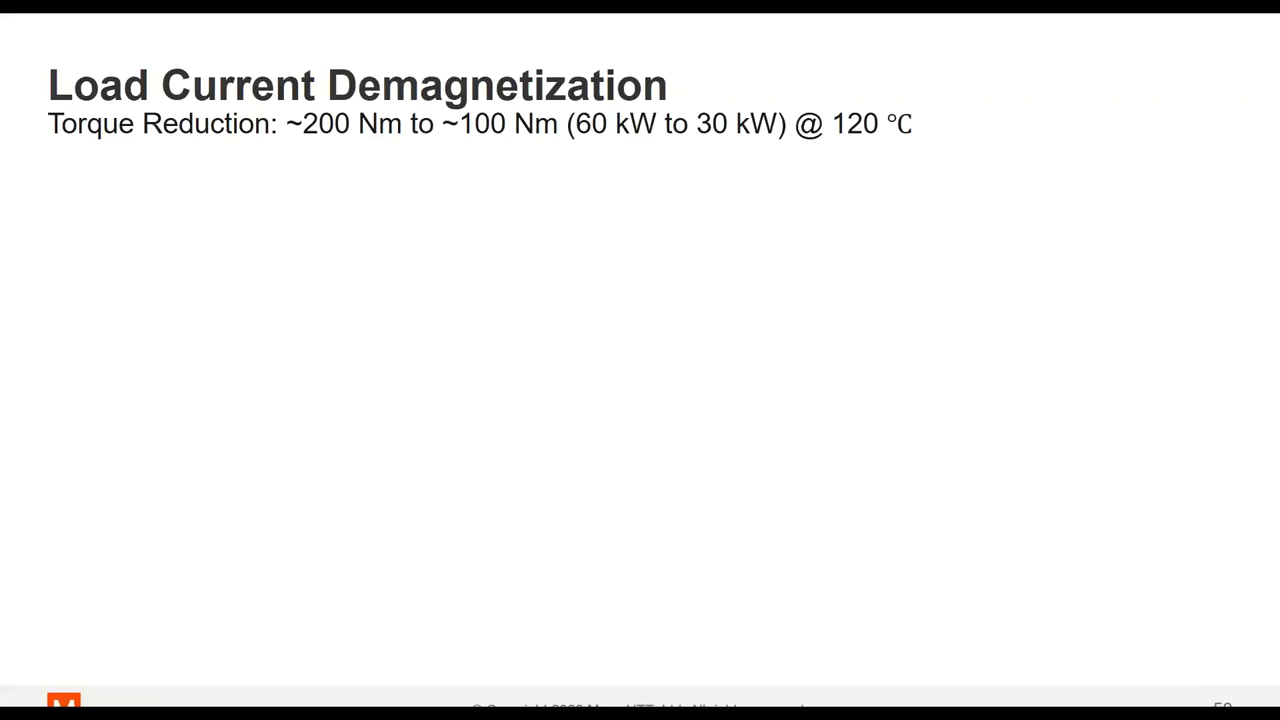 Load Current Demagnetization
Torque Reduction: ~200 Nm to ~100 Nm (60 kW to 30 kW) @ 120 ℃